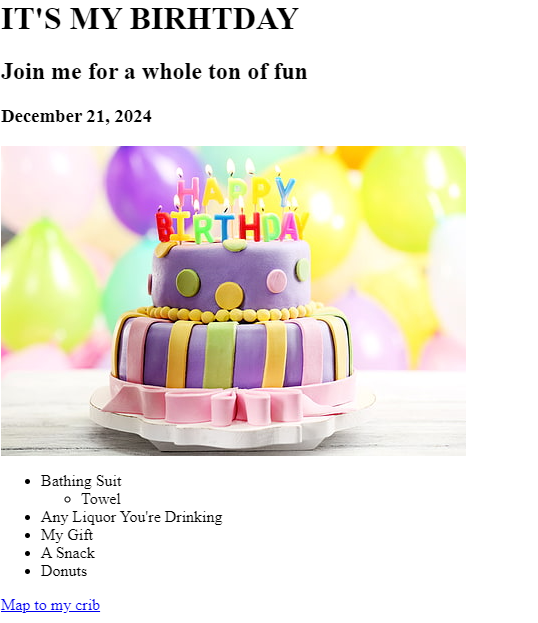 IT'S MY BIRHTDAY
Join me for a whole ton of fun
December 21, 2024
HAPPY
BIRTHDAY
Bathing Suit
Towel
Any Liquor You're Drinking
My Gift
A Snack
Donuts
Map to my crib